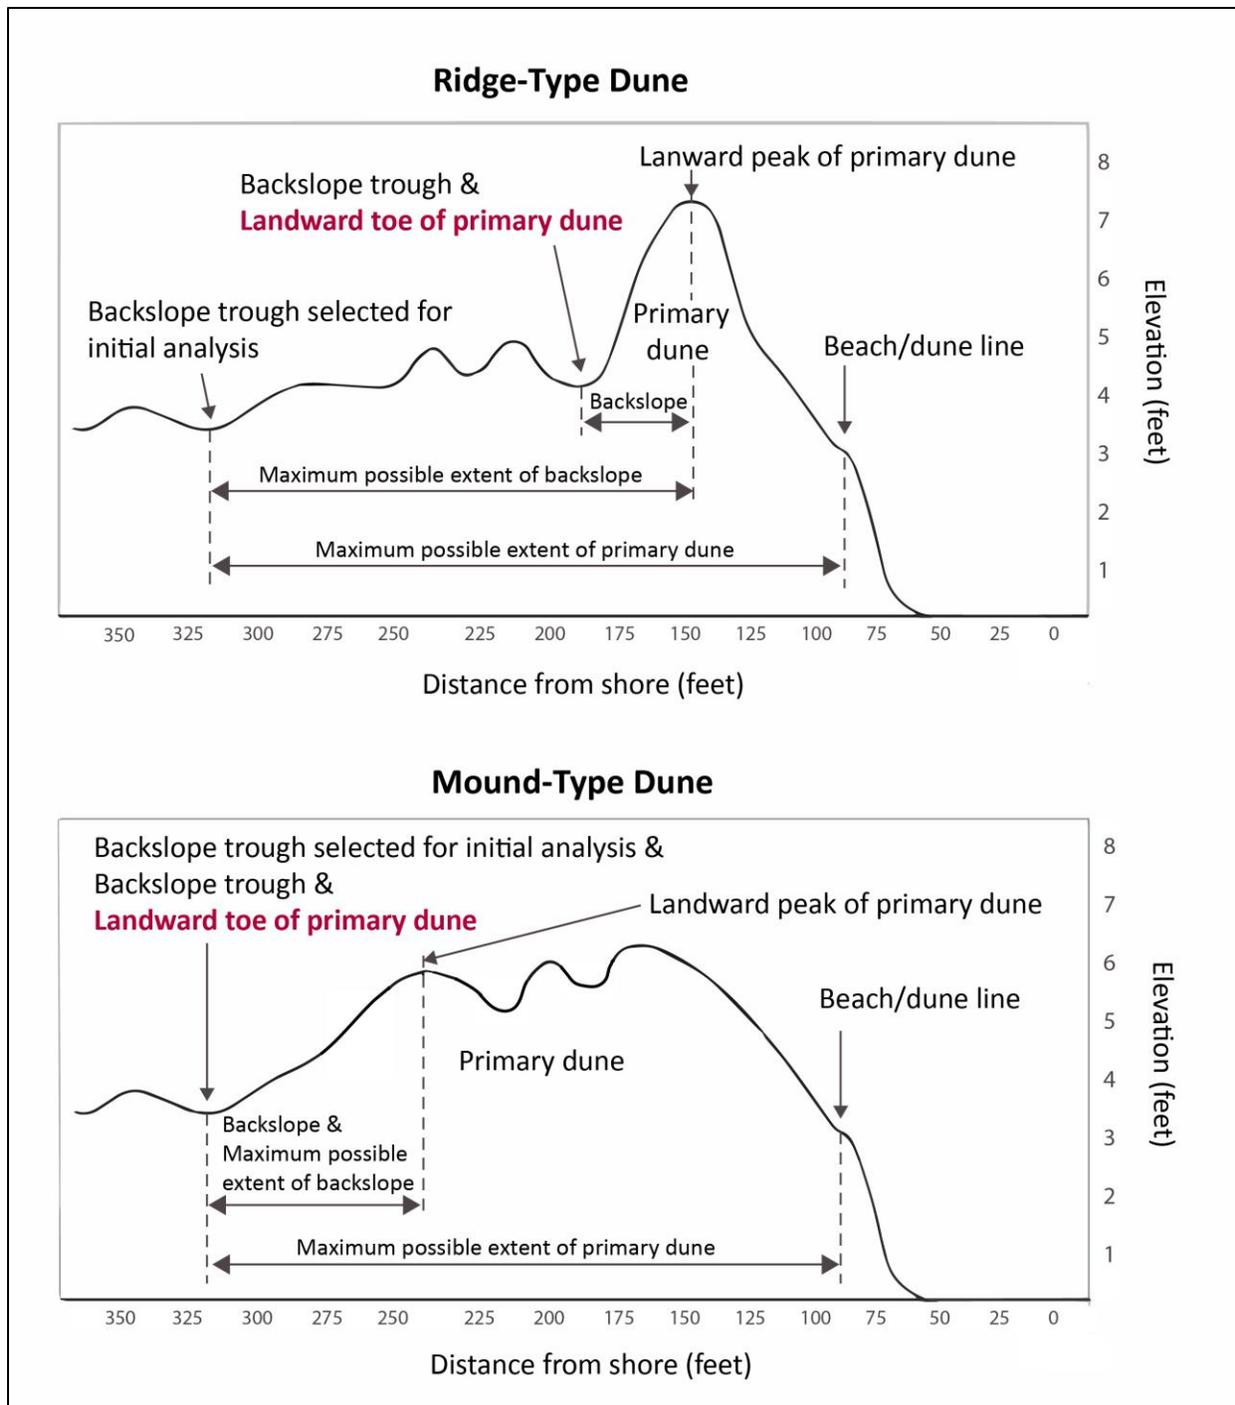 Ridge-Type Dune
Lanward peak of primary dune
Backslope trough &
Landward toe of primary dune
Backslope trough selected for
initial analysis
Primary
dune
Beach/dune line
Backslope
Maximum possible extent of backslope
Maximum possible extent of primary dune
8
7
6
5
4
3
2
1
Elevation (feet)
350 325 300 275 250 225 200 175 150 125 100 75 50 25 0
Distance from shore (feet)
Mound-Type Dune
Backslope trough selected for initial analysis &
Backslope trough &
Landward toe of primary dune
Landward peak of primary dune
Beach/dune line
Primary dune
Backslope &
Maximum possible
extent of backslope
Maximum possible extent of primary dune
8
7
6
5
4
3
2
1
Elevation (feet)
350 325 300 275 250 225 200 175 150 125 100 75 50 25 0
Distance from shore (feet)